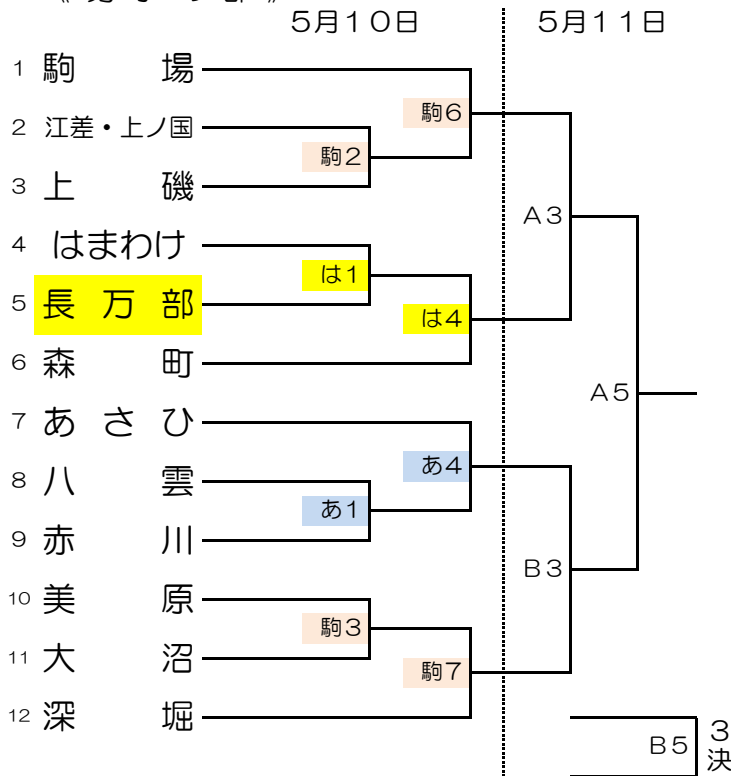 5月10日 5月11日
1 駒場
2 江差・上ノ国
3 上磯
4 はまわけ
5 長万部
6 森町
7 あさひ
8 八雲
9 赤川
10 美原
11 大沼
12 深堀
駒6
駒2
は1
は4
あ4
あ1
駒3
駒7
A3
B3
A5
B5
3
決